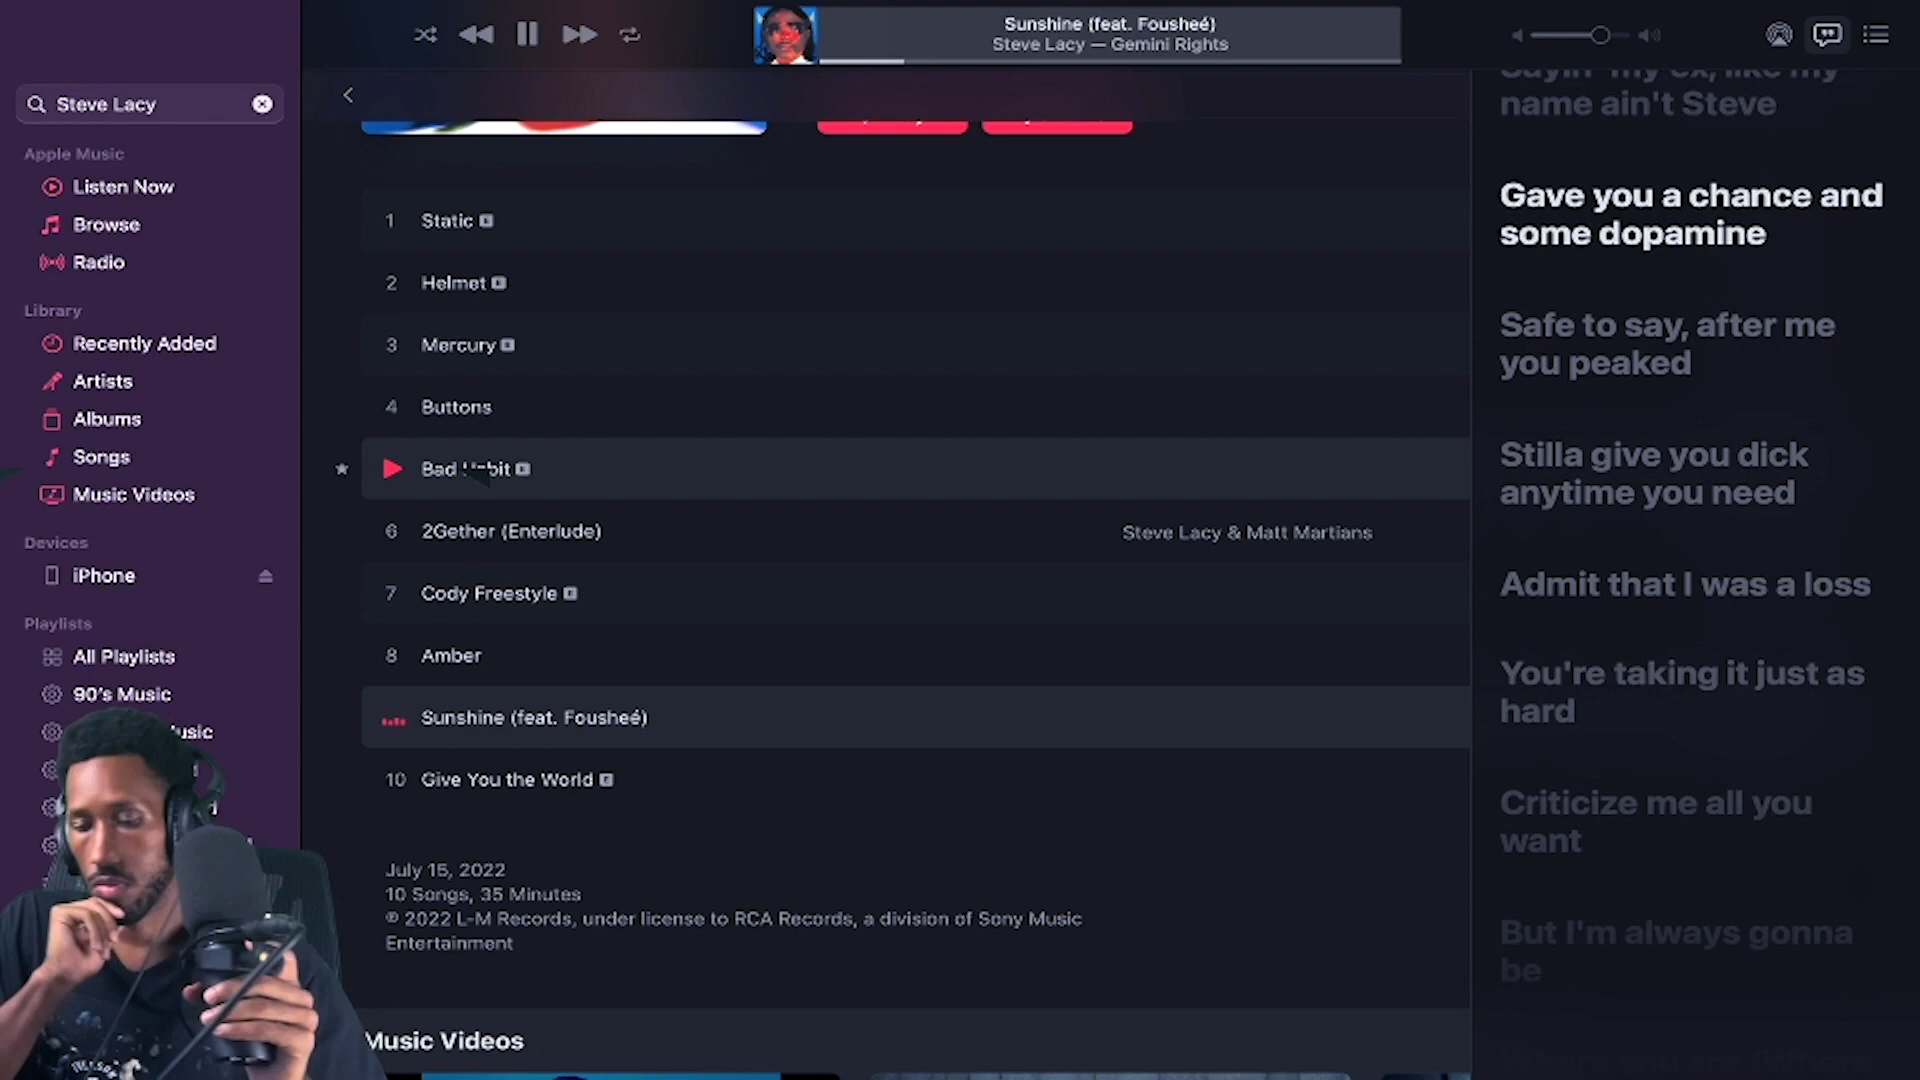 Sunshine (feat. Fousheé)
Steve Lacy — Gemini Rights
Steve Lacy
Apple Music
Listen Now
Browse
Radio
Library
Recently Added
Artists
Albums
Songs
Music Videos
Devices
iPhone
Playlists
All Playlists
90's Music
1 Static E
2 Helmet E
3 Mercury E
4 Buttons
Bad E
6 2Gether (Enterlude) Steve Lacy & Matt Martians
7 Cody Freestyle E
8 Amber
Sunshine (feat. Fousheé)
10 Give You the World E
July 15, 2022
10 Songs, 35 Minutes
℗ 2022 L-M Records, under license to RCA Records, a division of Sony Music
Entertainment
Music Videos
Sayin' my ex, like my
name ain't Steve
Gave you a chance and
some dopamine
Safe to say, after me
you peaked
Stilla give you dick
anytime you need
Admit that I was a loss
You're taking it just as
hard
Criticize me all you
want
But I'm always gonna
be